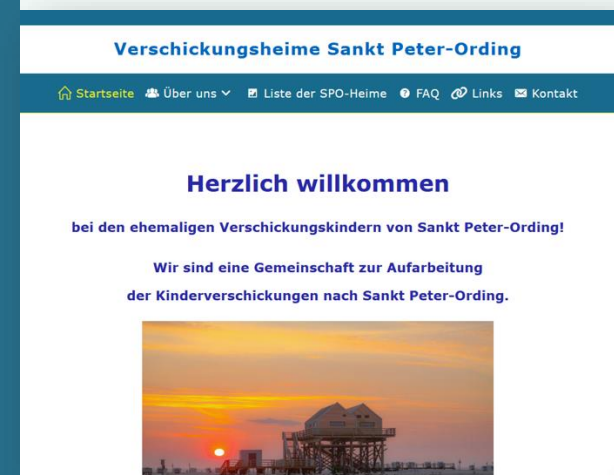 Verschickungsheime Sankt Peter-Ording
Startseite Über uns Liste der SPO-Heime FAQ Links Kontakt
Herzlich willkommen
bei den ehemaligen Verschickungskindern von Sankt Peter-Ording!
Wir sind eine Gemeinschaft zur Aufarbeitung
der Kinderverschickungen nach Sankt Peter-Ording.